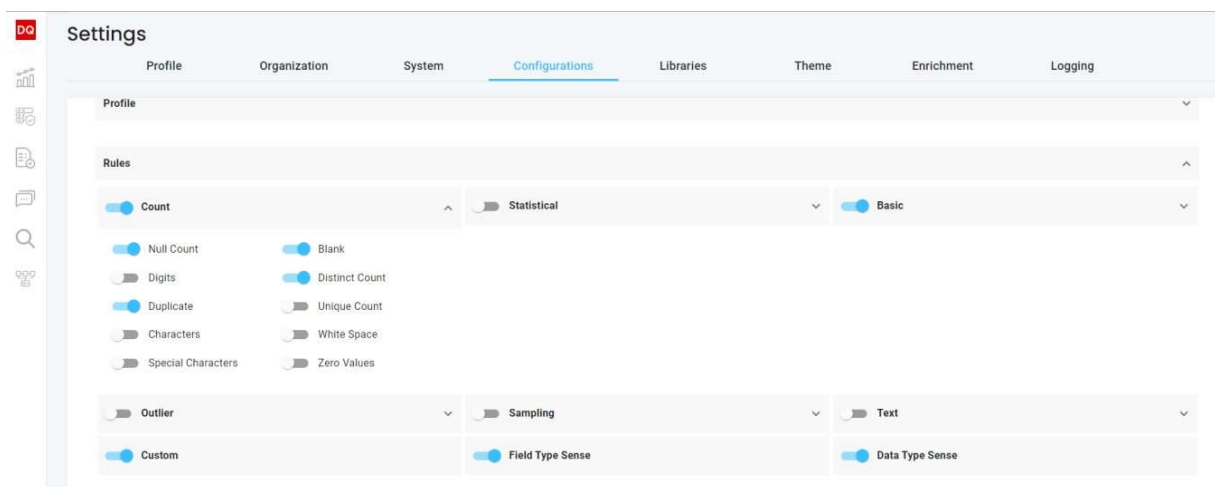 DQ
Settings
Profile Organization System Configurations Libraries Theme Enrichment Logging
Profile
Rules
Count Statistical Basic
Null Count Blank
Digits Distinct Count
Duplicate Unique Count
Characters White Space
Special Characters Zero Values
Outlier Sampling Text
Custom Field Type Sense Data Type Sense